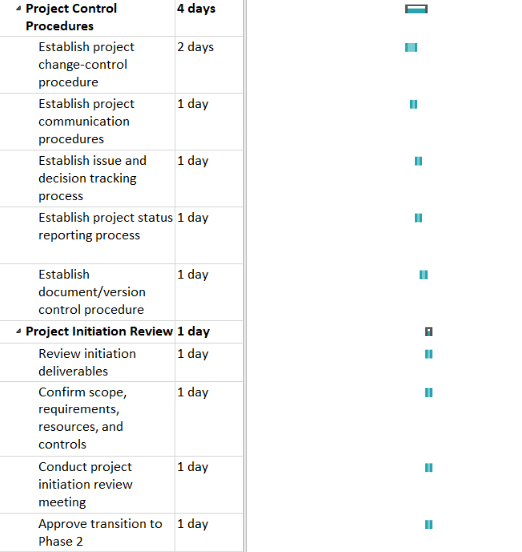 Project Control 4 days
Procedures
Establish project 2 days
change-control
procedure
Establish project 1 day
communication
procedures
Establish issue and 1 day
decision tracking
process
Establish project status 1 day
reporting process
Establish 1 day
document/version
control procedure
Project Initiation Review 1 day
Review initiation 1 day
deliverables
Confirm scope, 1 day
requirements,
resources, and
controls
Conduct project 1 day
initiation review
meeting
Approve transition to 1 day
Phase 2